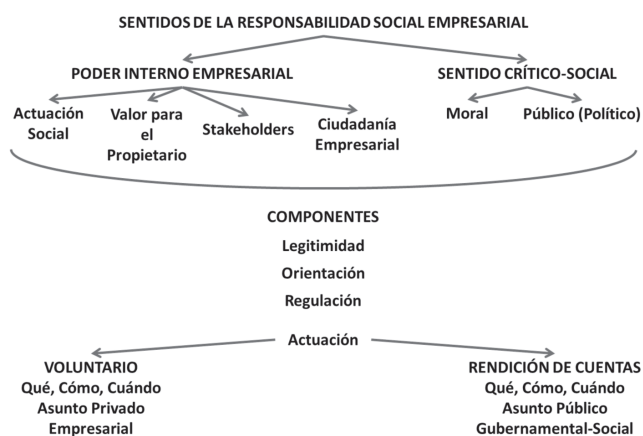 SENTIDOS DE LA RESPONSABILIDAD SOCIAL EMPRESARIAL
PODER INTERNO EMPRESARIAL
SENTIDO CRÍTICO-SOCIAL
Actuación
Social
Valor para
el
Propietario
Stakeholders
Ciudadanía
Empresarial
Moral
Público (Político)
COMPONENTES
Legitimidad
Orientación
Regulación
Actuación
VOLUNTARIO
Qué, Cómo, Cuándo
Asunto Privado
Empresarial
RENDICIÓN DE CUENTAS
Qué, Cómo, Cuándo
Asunto Público
Gubernamental-Social